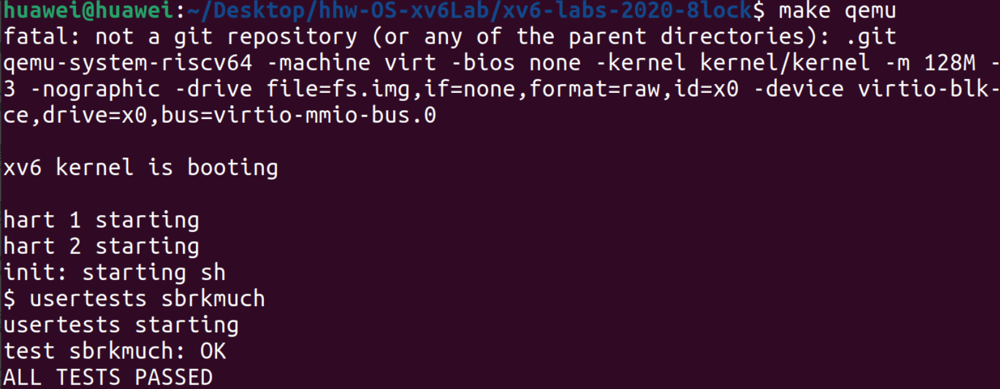 huawei@huawei:~/Desktop/hhw-OS-xv6Lab/xv6-labs-2020-8lock$ make qemu
fatal: not a git repository (or any of the parent directories): .git
qemu-system-riscv64 -machine virt -bios none -kernel kernel/kernel -m 128M -
3 -nographic -drive file=fs.img,if=none,format=raw,id=x0 -device virtio-blk-
ce,drive=x0,bus=virtio-mmio-bus.0
xv6 kernel is booting
hart 1 starting
hart 2 starting
init: starting sh
$ usertests sbrkmuch
usertests starting
test sbrkmuch: OK
ALL TESTS PASSED